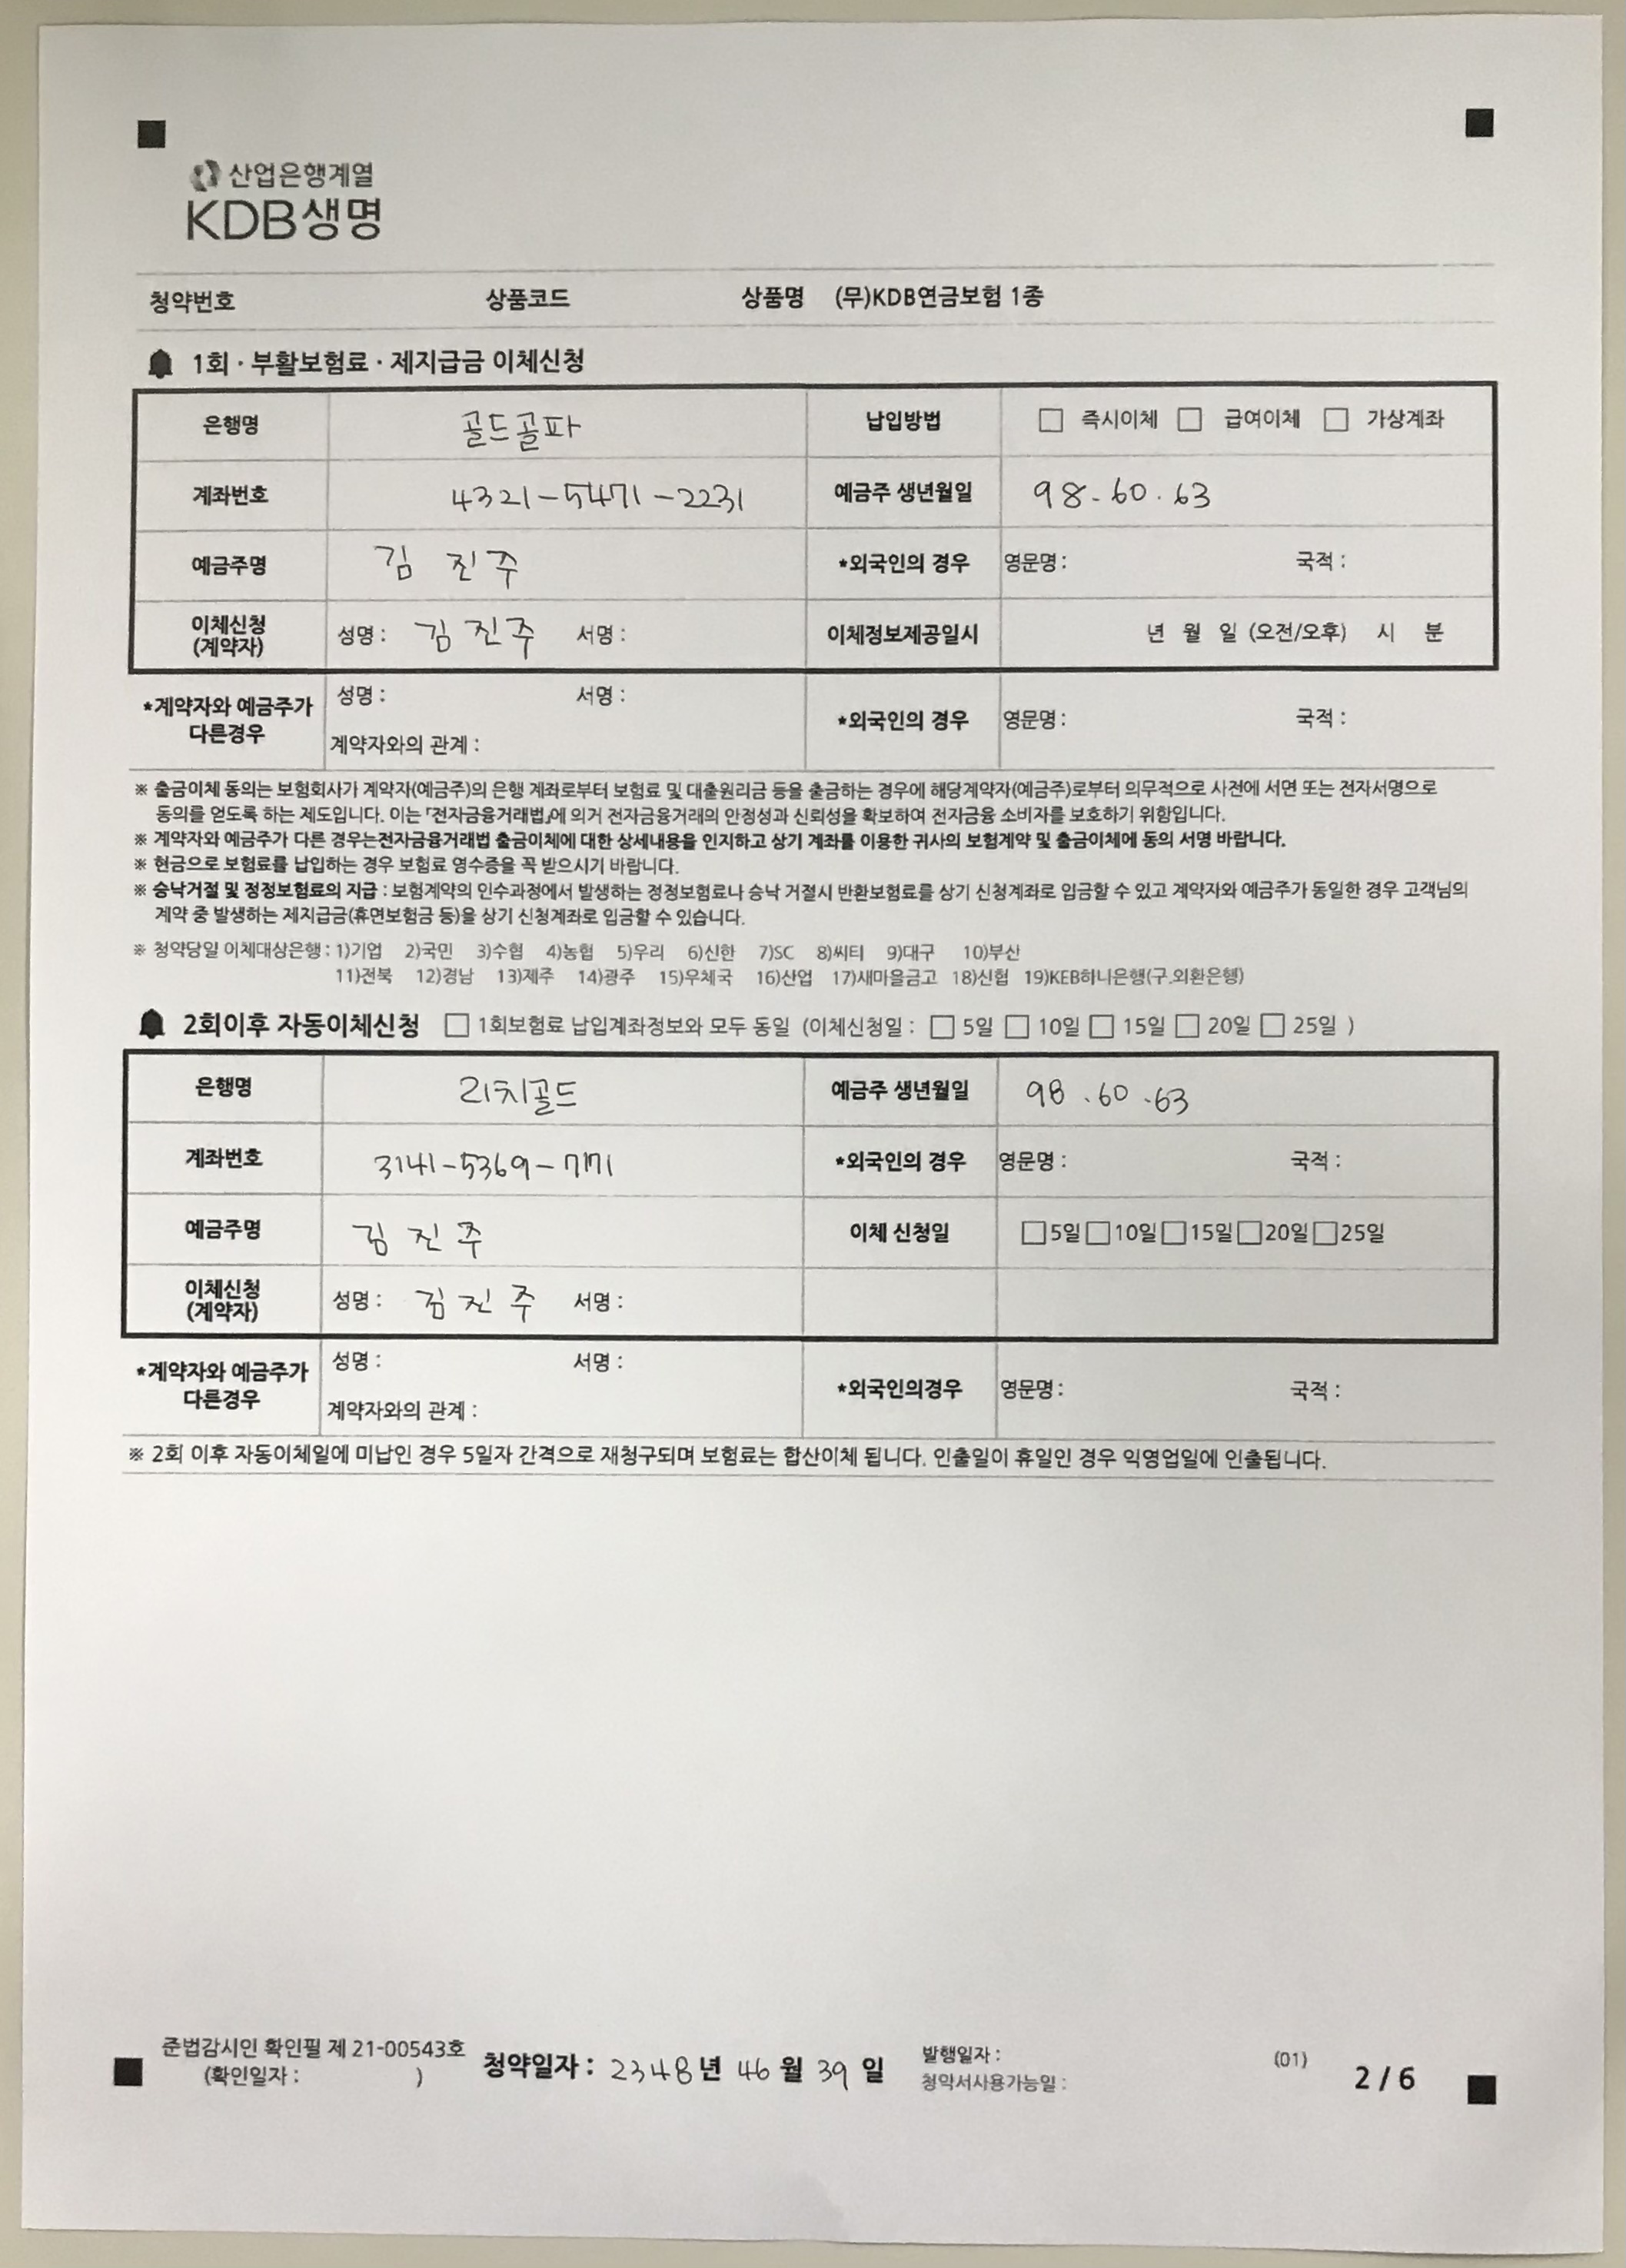 산업은행계열
KDB생명
청약번호 상품코드 상품명 (무)KDB연금보험 1종
1회 · 부활보험료 · 제지급금 이체신청
은행명 골드골파 납입방법 □ 즉시이체 □ 급여이체 □ 가상계좌
계좌번호 4321-5471-2231 예금주 생년월일 98.60.63
예금주명 김 진주 *외국인의 경우 영문명 : 국적 :
이체신청 (계약자) 성명 : 김진주 서명 : 이체정보제공일시 년 월 일 (오전/오후) 시 분
*계약자와 예금주가 다른경우 성명 : 서명 : *외국인의 경우 영문명 : 국적 :
계약자와의 관계 :
※ 출금이체 동의는 보험회사가 계약자(예금주)의 은행 계좌로부터 보험료 및 대출원리금 등을 출금하는 경우에 해당계약자(예금주)로부터 의무적으로 사전에 서면 또는 전자서명으로
동의를 얻도록 하는 제도입니다. 이는 「전자금융거래법」에 의거 전자금융거래의 안정성과 신뢰성을 확보하여 전자금융 소비자를 보호하기 위함입니다.
※ 계약자와 예금주가 다른 경우는전자금융거래법 출금이체에 대한 상세내용을 인지하고 상기 계좌를 이용한 귀사의 보험계약 및 출금이체에 동의 서명 바랍니다.
※ 현금으로 보험료를 납입하는 경우 보험료 영수증을 꼭 받으시기 바랍니다.
※ 승낙거절 및 정정보험료의 지급 : 보험계약의 인수과정에서 발생하는 정정보험료나 승낙 거절시 반환보험료를 상기 신청계좌로 입금할 수 있고 계약자와 예금주가 동일한 경우 고객님의
계약 중 발생하는 제지급금(휴면보험금 등)을 상기 신청계좌로 입금할 수 있습니다.
※ 청약당일 이체대상은행 : 1)기업 2)국민 3)수협 4)농협 5)우리 6)신한 7)SC 8)씨티 9)대구 10)부산
11)전북 12)경남 13)제주 14)광주 15)우체국 16)산업 17)새마을금고 18)신협 19)KEB하나은행(구.외환은행)
2회이후 자동이체신청 □ 1회보험료 납입계좌정보와 모두 동일 (이체신청일 : □ 5일 □ 10일 □ 15일 □ 20일 □ 25일 )
은행명 리치골드 예금주 생년월일 98.60.63
계좌번호 3141-5369-7171 *외국인의 경우 영문명 : 국적 :
예금주명 김진주 이체 신청일 □5일□10일□15일□20일□25일
이체신청 (계약자) 성명 : 김진주 서명 :
*계약자와 예금주가 다른경우 성명 : 서명 : *외국인의경우 영문명 : 국적 :
계약자와의 관계 :
※ 2회 이후 자동이체일에 미납인 경우 5일자 간격으로 재청구되며 보험료는 합산이체 됩니다. 인출일이 휴일인 경우 익영업일에 인출됩니다.
준법감시인 확인필 제 21-00543호
(확인일자 : )
청약일자 : 2348년 46월 39일
발행일자 :
청약서사용가능일 :
(01)
2 / 6